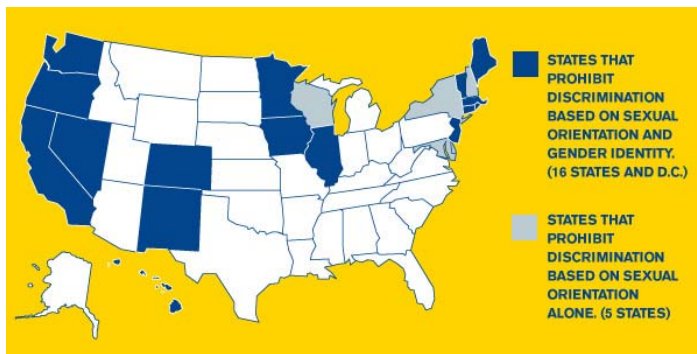 STATES THAT
PROHIBIT
DISCRIMINATION
BASED ON SEXUAL
ORIENTATION AND
GENDER IDENTITY.
(16 STATES AND D.C.)
STATES THAT
PROHIBIT
DISCRIMINATION
BASED ON SEXUAL
ORIENTATION
ALONE. (5 STATES)